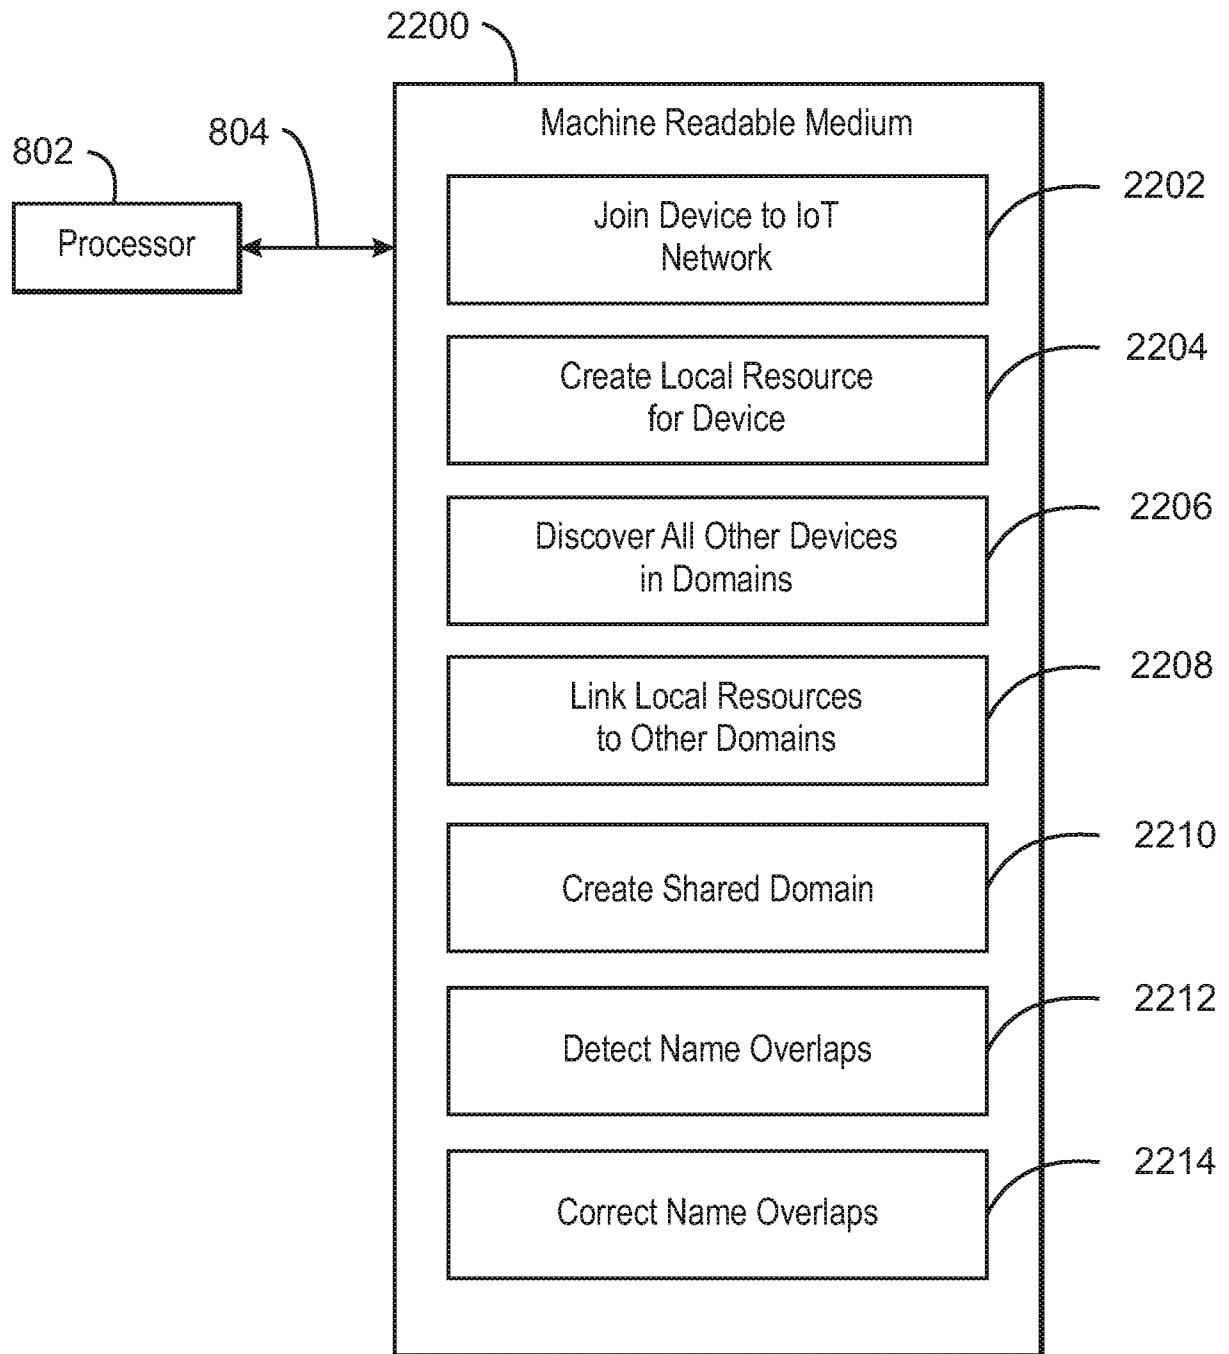 2200
Machine Readable Medium
804
802
Processor
Join Device to IoT
Network
2202
Create Local Resource
for Device
2204
Discover All Other Devices
in Domains
2206
Link Local Resources
to Other Domains
2208
Create Shared Domain
2210
Detect Name Overlaps
2212
Correct Name Overlaps
2214